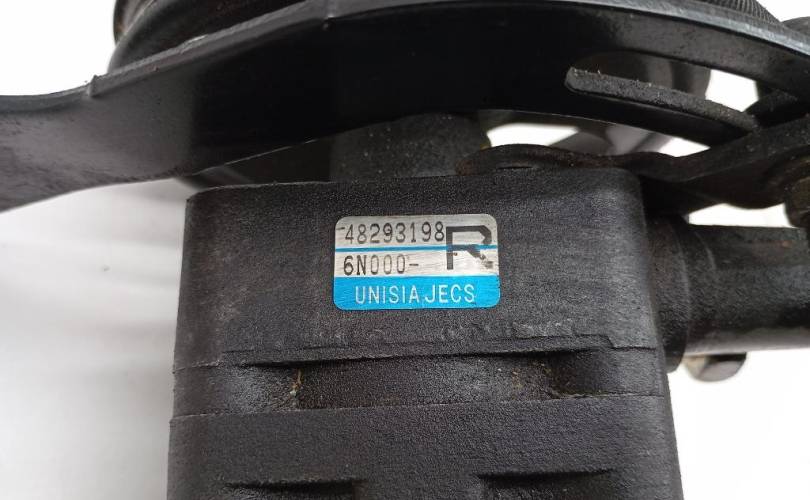 48293198
6N000- R
UNISIA JECS